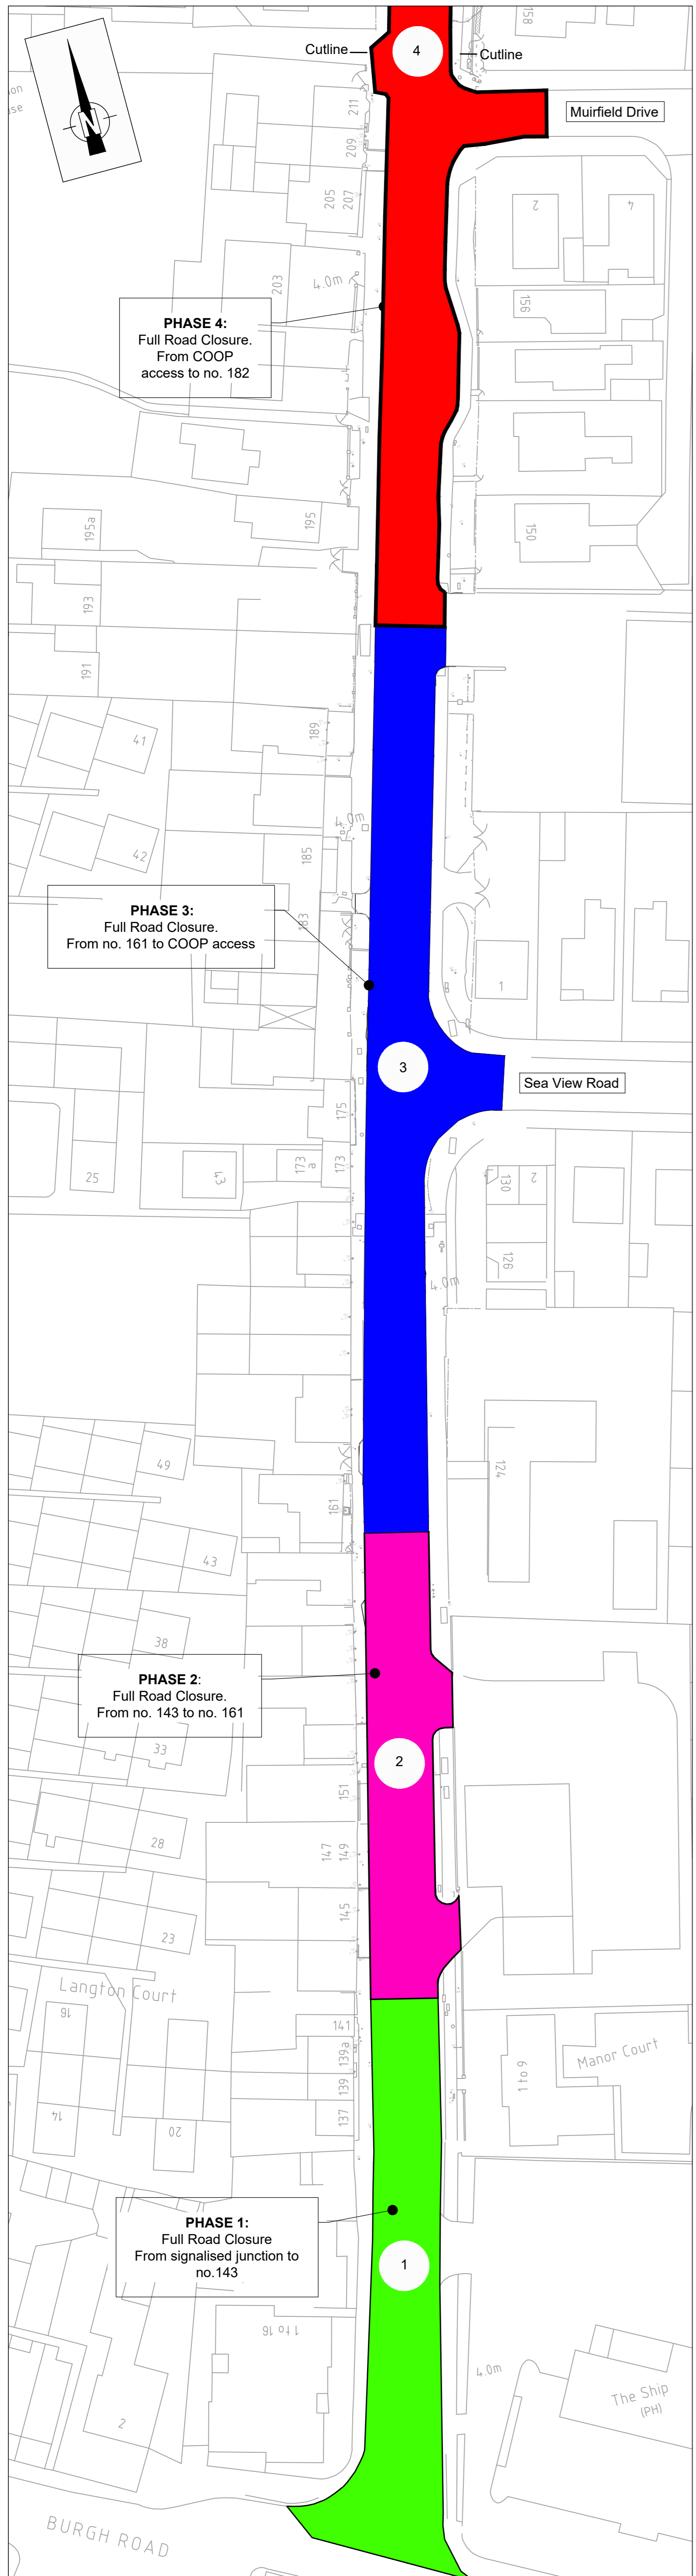 158
4
Cutline
Cutline
N
Muirfield Drive
211
209
205
207
2
4
203
4.0m
156
PHASE 4:
Full Road Closure.
From COOP
access to no. 182
195a
195
150
193
191
189
41
4.0m
42
185
183
PHASE 3:
Full Road Closure.
From no. 161 to COOP access
1
3
Sea View Road
175
173
a
173
25
43
130
2
126
4.0m
49
124
161
43
38
PHASE 2:
Full Road Closure.
From no. 143 to no. 161
33
2
151
28
147
149
145
23
Langton Court
16
141
139a
Manor Court
1 to 9
139
14
20
137
PHASE 1:
Full Road Closure
From signalised junction to
no.143
1
1 to 16
4.0m
The Ship
(PH)
2
BURGH ROAD